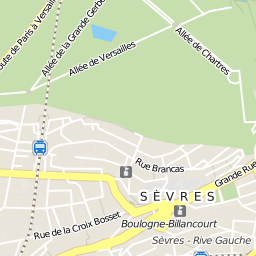 Route de Paris à Versail
Allée de la Grande Gerbe
Allée de Versailles
Allée de Chartres
Rue Brancas
Grande Rue
SÈVRES
Boulogne-Billancourt
Rue de la Croix Bosset
Sèvres - Rive Gauche